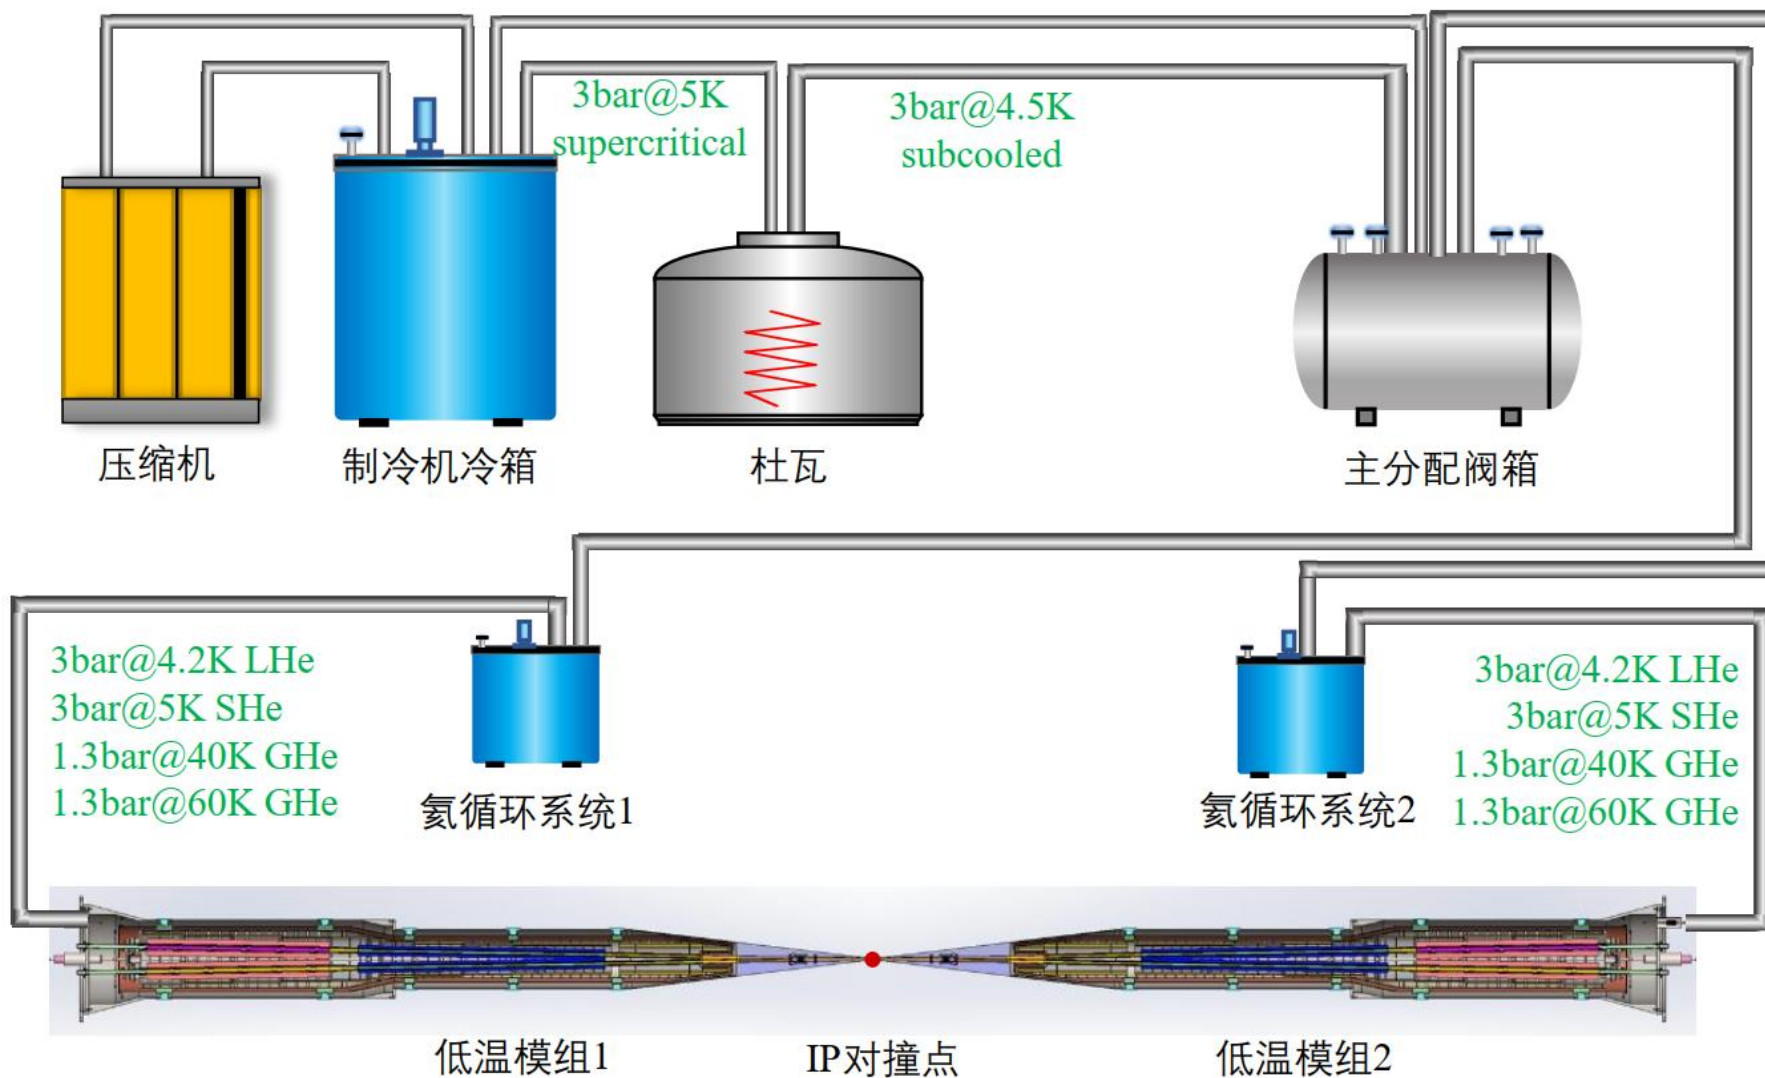 3bar@5K
supercritical
3bar@4.5K
subcooled
压缩机
制冷机冷箱
杜瓦
主分配阀箱
3bar@4.2K LHe
3bar@5K SHe
1.3bar@40K GHe
1.3bar@60K GHe
氦循环系统1
氦循环系统2
3bar@4.2K LHe
3bar@5K SHe
1.3bar@40K GHe
1.3bar@60K GHe
低温模组1
IP对撞点
低温模组2